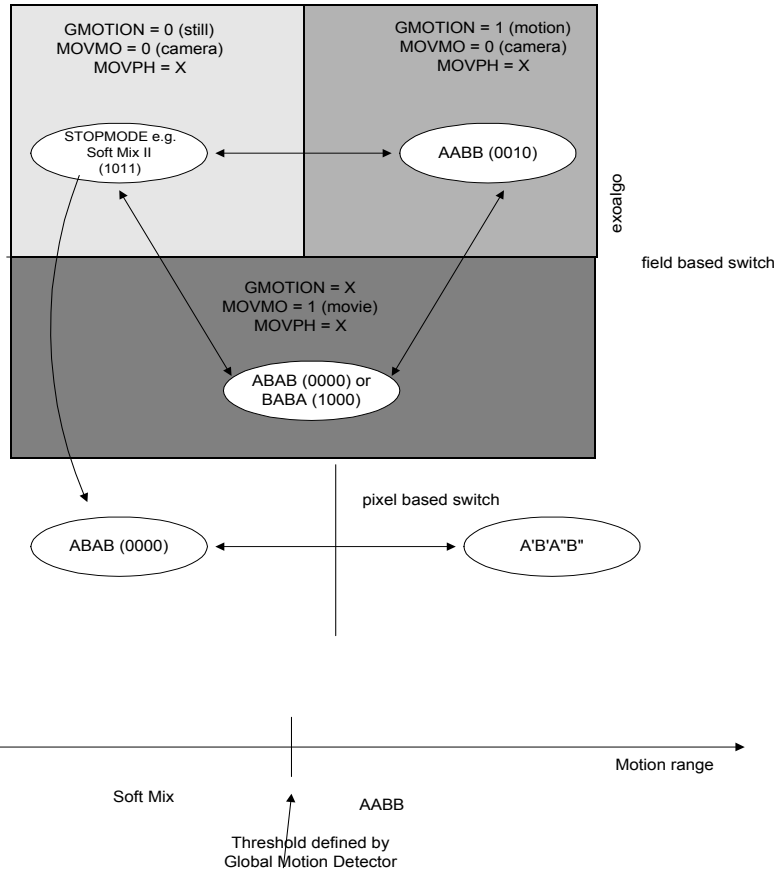 GMOTION = 0 (still)
MOVMO = 0 (camera)
MOVPH = X
GMOTION = 1 (motion)
MOVMO = 0 (camera)
MOVPH = X
STOPMODE e.g.
Soft Mix II
(1011)
AABB (0010)
exoalgo
field based switch
GMOTION = X
MOVMO = 1 (movie)
MOVPH = X
ABAB (0000) or
BABA (1000)
pixel based switch
ABAB (0000)
A'B'A"B"
Motion range
Soft Mix
AABB
Threshold defined by
Global Motion Detector